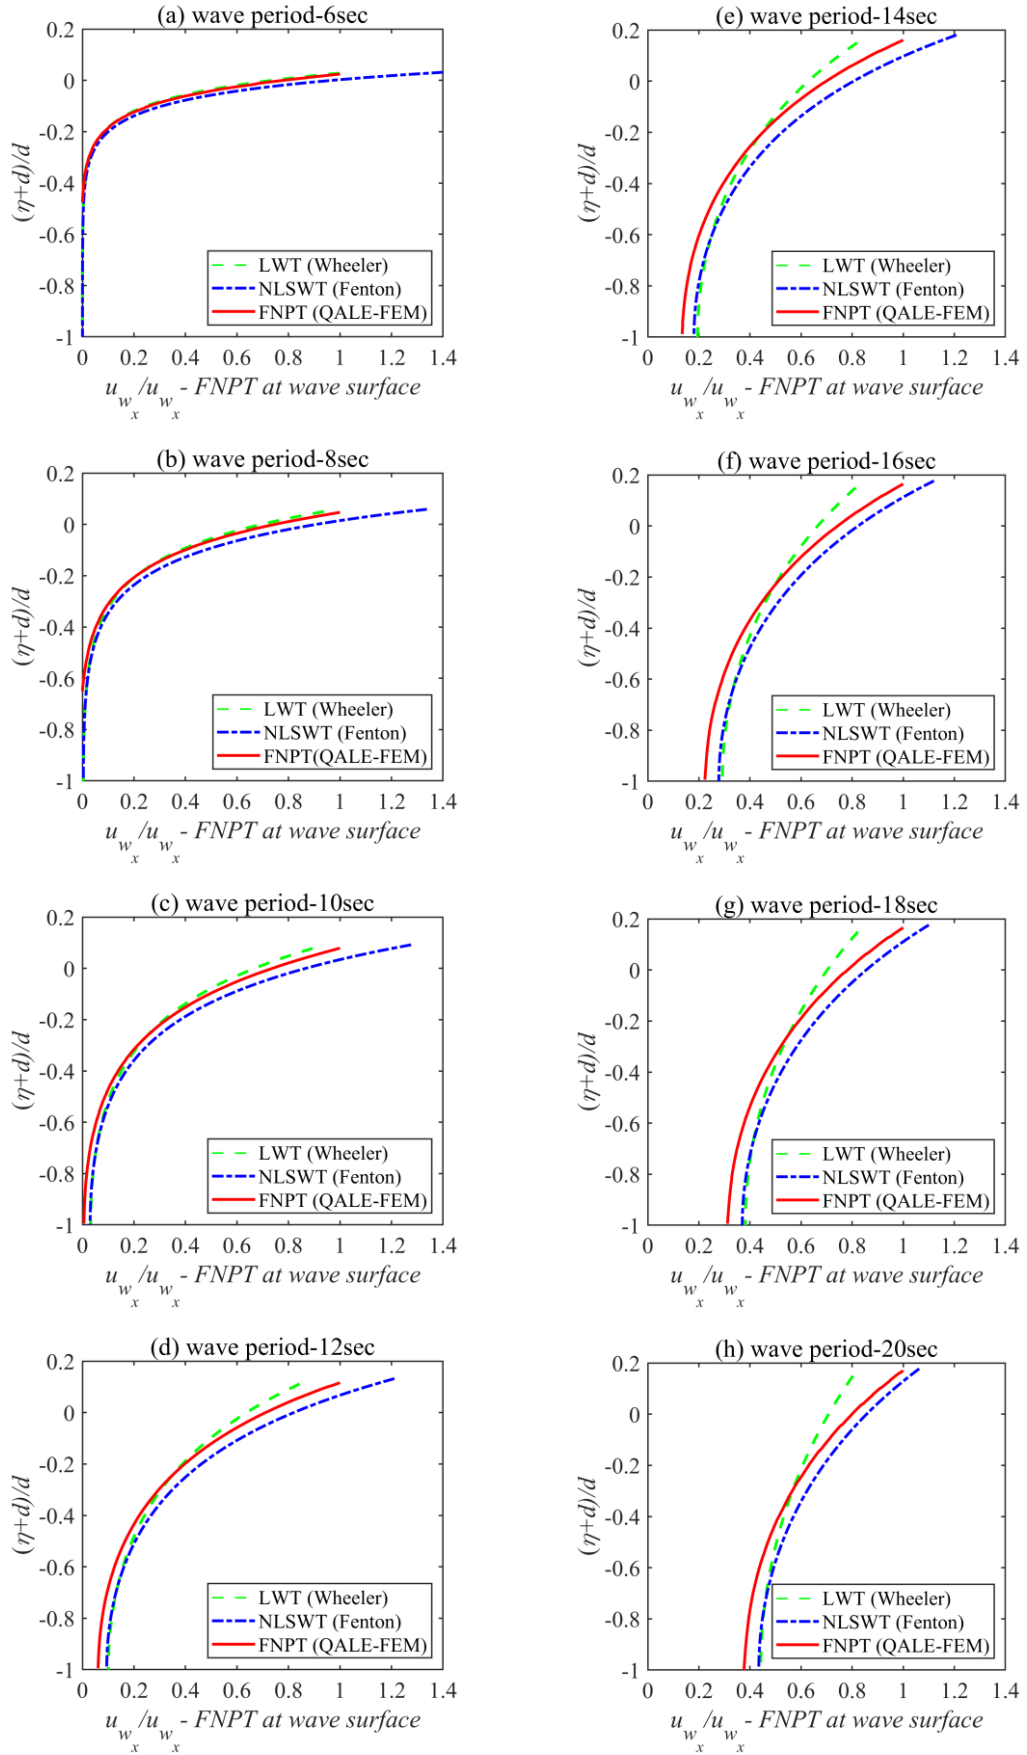 (a) wave period-6sec
0.2
0
-0.2
-0.4
-0.6
-0.8
-1
(η+d)/d
LWT (Wheeler)
NLSWT (Fenton)
FNPT (QALE-FEM)
0 0.2 0.4 0.6 0.8 1 1.2 1.4
u_w_x/u_w_x - FNPT at wave surface
(b) wave period-8sec
0.2
0
-0.2
-0.4
-0.6
-0.8
-1
(η+d)/d
LWT (Wheeler)
NLSWT (Fenton)
FNPT(QALE-FEM)
0 0.2 0.4 0.6 0.8 1 1.2 1.4
u_w_x/u_w_x - FNPT at wave surface
(c) wave period-10sec
0.2
0
-0.2
-0.4
-0.6
-0.8
-1
(η+d)/d
LWT (Wheeler)
NLSWT (Fenton)
FNPT (QALE-FEM)
0 0.2 0.4 0.6 0.8 1 1.2 1.4
u_w_x/u_w_x - FNPT at wave surface
(d) wave period-12sec
0.2
0
-0.2
-0.4
-0.6
-0.8
-1
(η+d)/d
LWT (Wheeler)
NLSWT (Fenton)
FNPT (QALE-FEM)
0 0.2 0.4 0.6 0.8 1 1.2 1.4
u_w_x/u_w_x - FNPT at wave surface
(e) wave period-14sec
0.2
0
-0.2
-0.4
-0.6
-0.8
-1
(η+d)/d
LWT (Wheeler)
NLSWT (Fenton)
FNPT (QALE-FEM)
0 0.2 0.4 0.6 0.8 1 1.2 1.4
u_w_x/u_w_x - FNPT at wave surface
(f) wave period-16sec
0.2
0
-0.2
-0.4
-0.6
-0.8
-1
(η+d)/d
LWT (Wheeler)
NLSWT (Fenton)
FNPT (QALE-FEM)
0 0.2 0.4 0.6 0.8 1 1.2 1.4
u_w_x/u_w_x - FNPT at wave surface
(g) wave period-18sec
0.2
0
-0.2
-0.4
-0.6
-0.8
-1
(η+d)/d
LWT (Wheeler)
NLSWT (Fenton)
FNPT (QALE-FEM)
0 0.2 0.4 0.6 0.8 1 1.2 1.4
u_w_x/u_w_x - FNPT at wave surface
(h) wave period-20sec
0.2
0
-0.2
-0.4
-0.6
-0.8
-1
(η+d)/d
LWT (Wheeler)
NLSWT (Fenton)
FNPT (QALE-FEM)
0 0.2 0.4 0.6 0.8 1 1.2 1.4
u_w_x/u_w_x - FNPT at wave surface